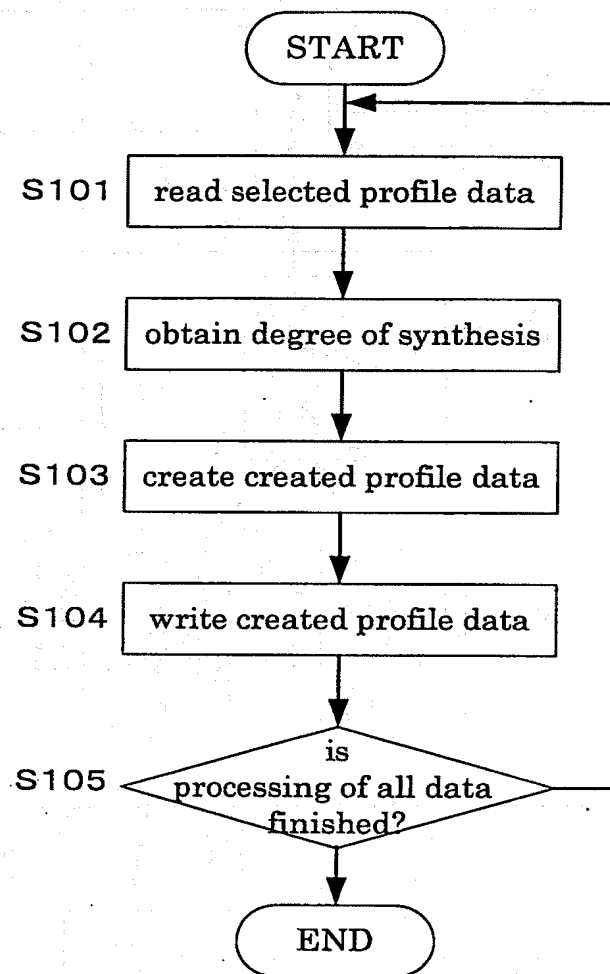 START
S101 read selected profile data
S102 obtain degree of synthesis
S103 create created profile data
S104 write created profile data
is
S105 processing of all data
finished?
END